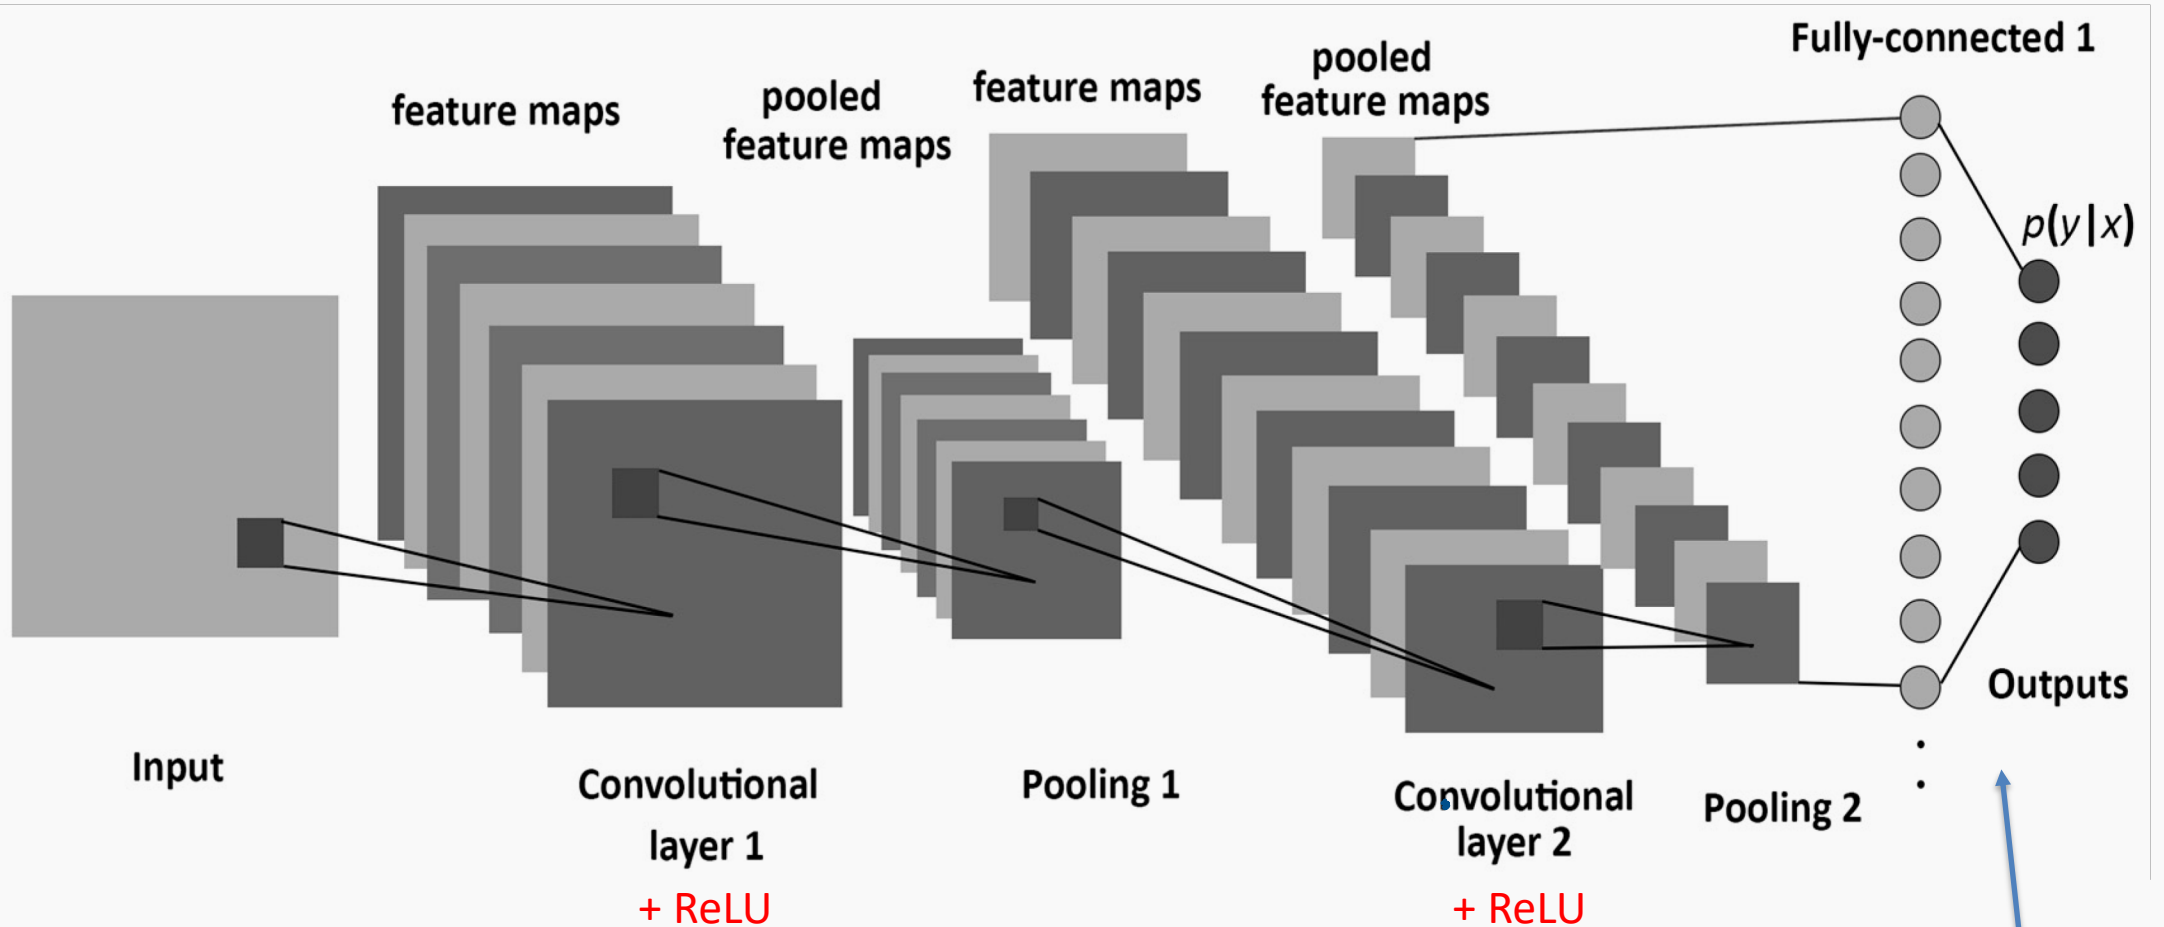 Fully-connected 1
feature maps
pooled
feature maps
feature maps
pooled
feature maps
p(y|x)
Outputs
Input
Convolutional
layer 1
+ ReLU
Pooling 1
Convolutional
layer 2
+ ReLU
Pooling 2